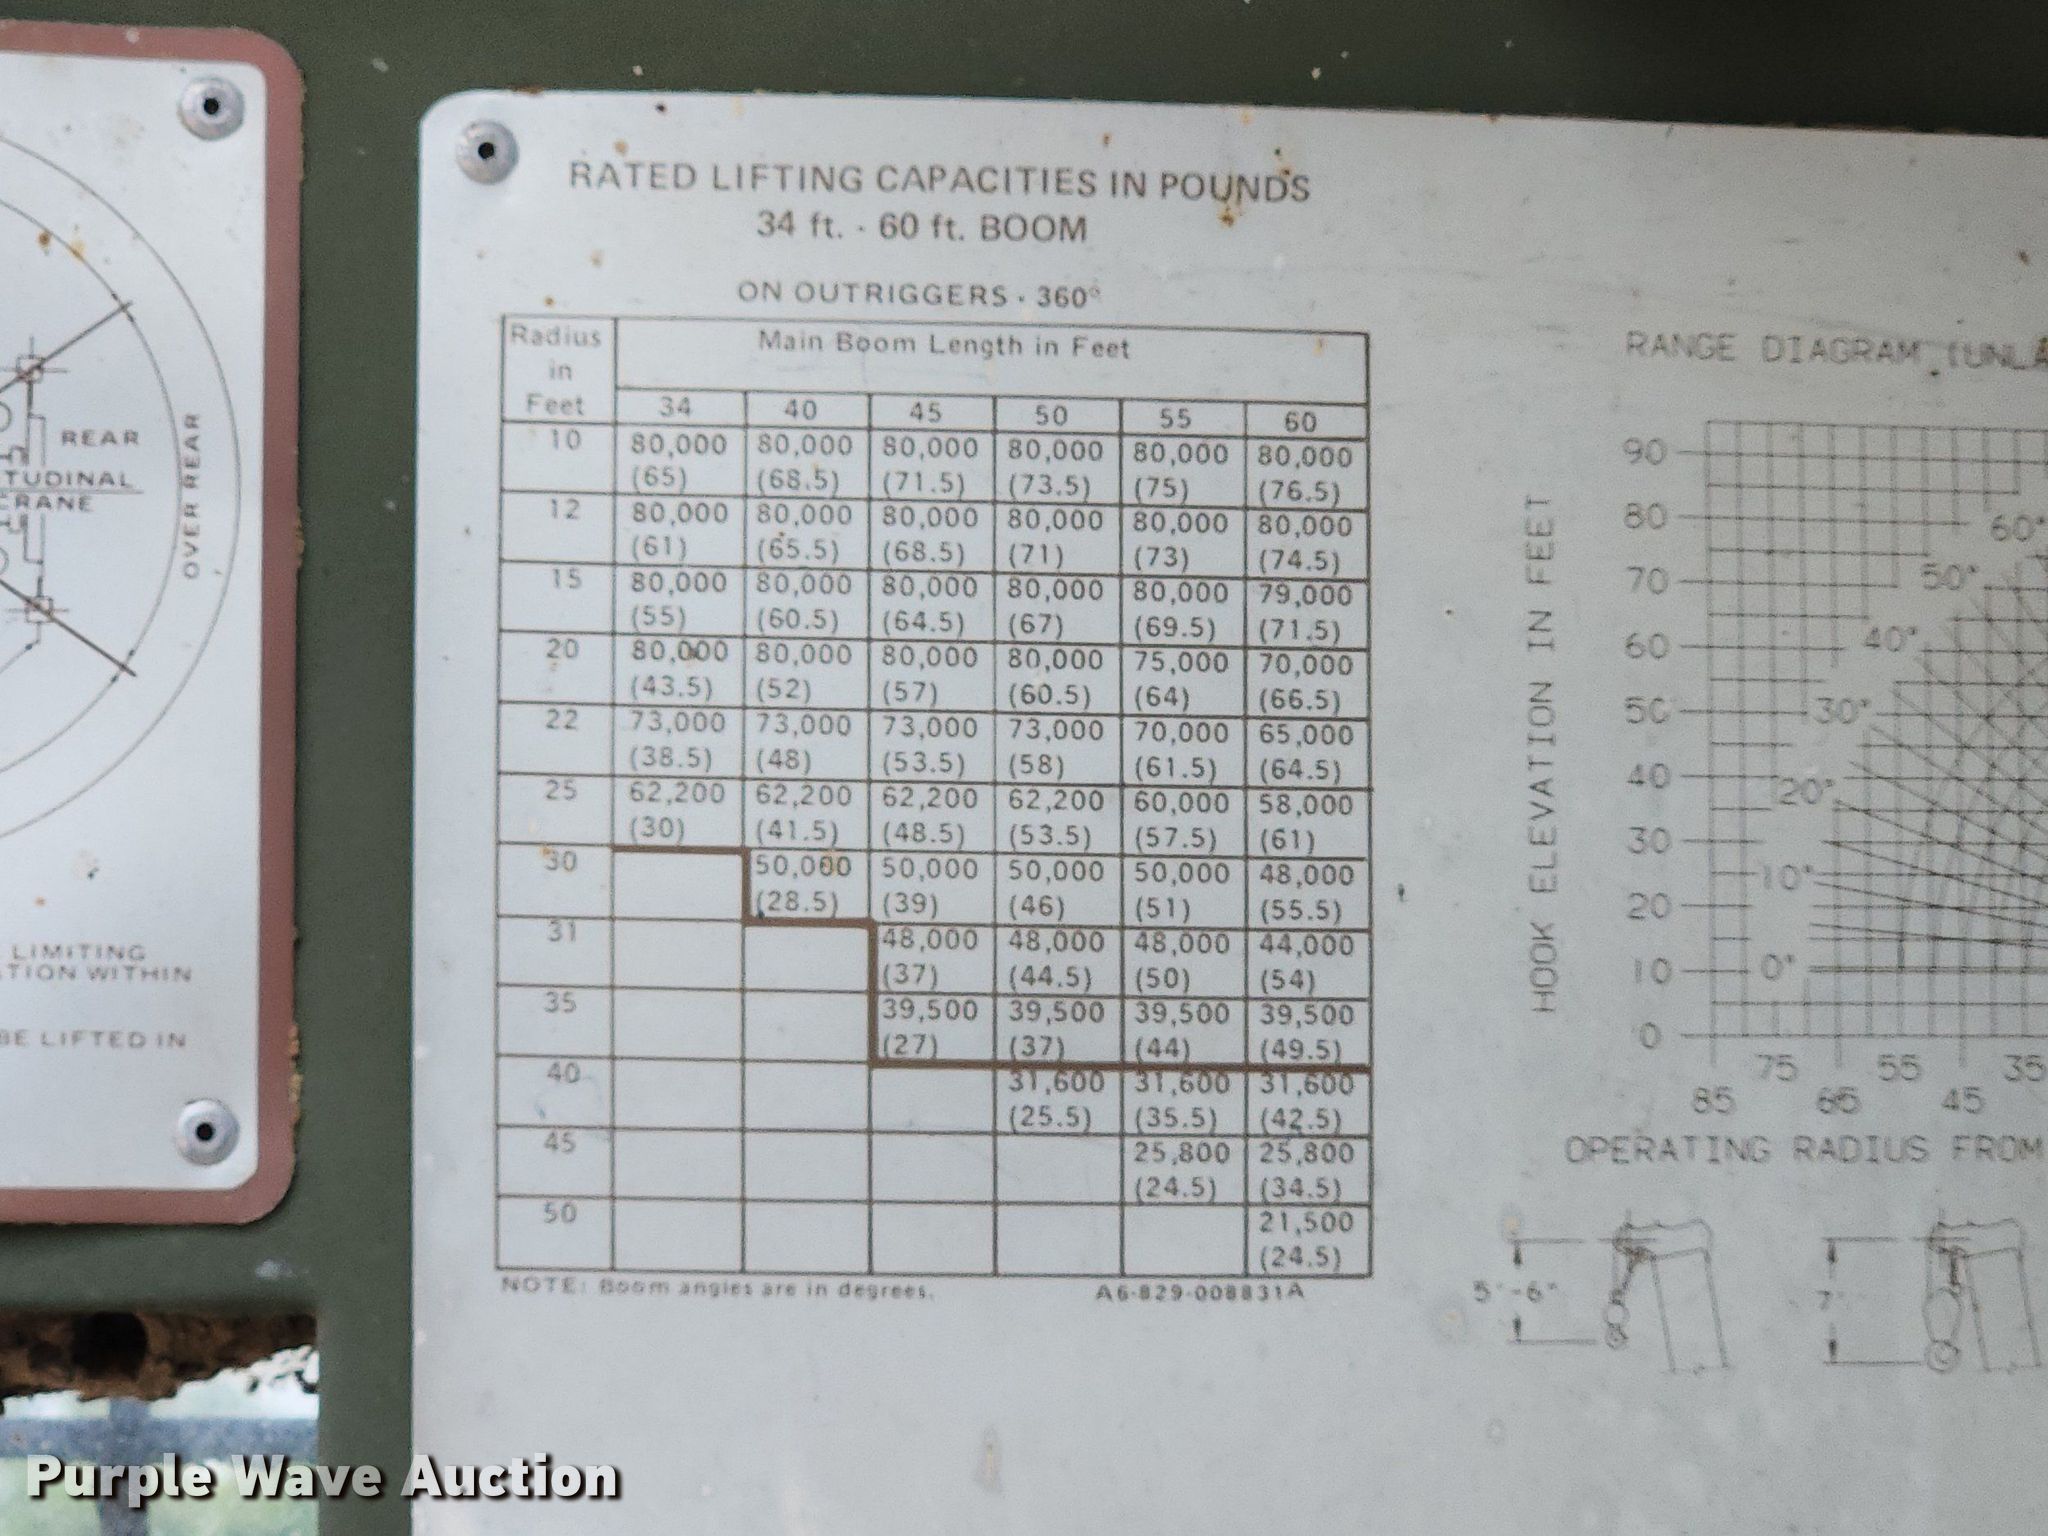 REAR
TUDINAL
CRANE
OVER REAR
LIMITING
TION WITHIN
BE LIFTED IN
RATED LIFTING CAPACITIES IN POUNDS
34 ft. - 60 ft. BOOM
ON OUTRIGGERS - 360°
Radius in Feet Main Boom Length in Feet
34 40 45 50 55 60
10 80,000 80,000 80,000 80,000 80,000 80,000
(65) (68.5) (71.5) (73.5) (75) (76.5)
12 80,000 80,000 80,000 80,000 80,000 80,000
(61) (65.5) (68.5) (71) (73) (74.5)
15 80,000 80,000 80,000 80,000 80,000 79,000
(55) (60.5) (64.5) (67) (69.5) (71.5)
20 80,000 80,000 80,000 80,000 75,000 70,000
(43.5) (52) (57) (60.5) (64) (66.5)
22 73,000 73,000 73,000 73,000 70,000 65,000
(38.5) (48) (53.5) (58) (61.5) (64.5)
25 62,200 62,200 62,200 62,200 60,000 58,000
(30) (41.5) (48.5) (53.5) (57.5) (61)
30 50,000 50,000 50,000 50,000 48,000
(28.5) (39) (46) (51) (55.5)
31 48,000 48,000 48,000 44,000
(37) (44.5) (50) (54)
35 39,500 39,500 39,500 39,500
(27) (37) (44) (49.5)
40 31,600 31,600 31,600
(25.5) (35.5) (42.5)
45 25,800 25,800
(24.5) (34.5)
50 21,500
(24.5)
NOTE: Boom angles are in degrees. A6-829-008831A
RANGE DIAGRAM (UNLA
HOOK ELEVATION IN FEET
90
80 60°
70 50°
60 40°
50 30°
40 20°
30
10°
20
10 0°
0
75 55 35
85 65 45
OPERATING RADIUS FROM
5'-6" 7'
Purple Wave Auction